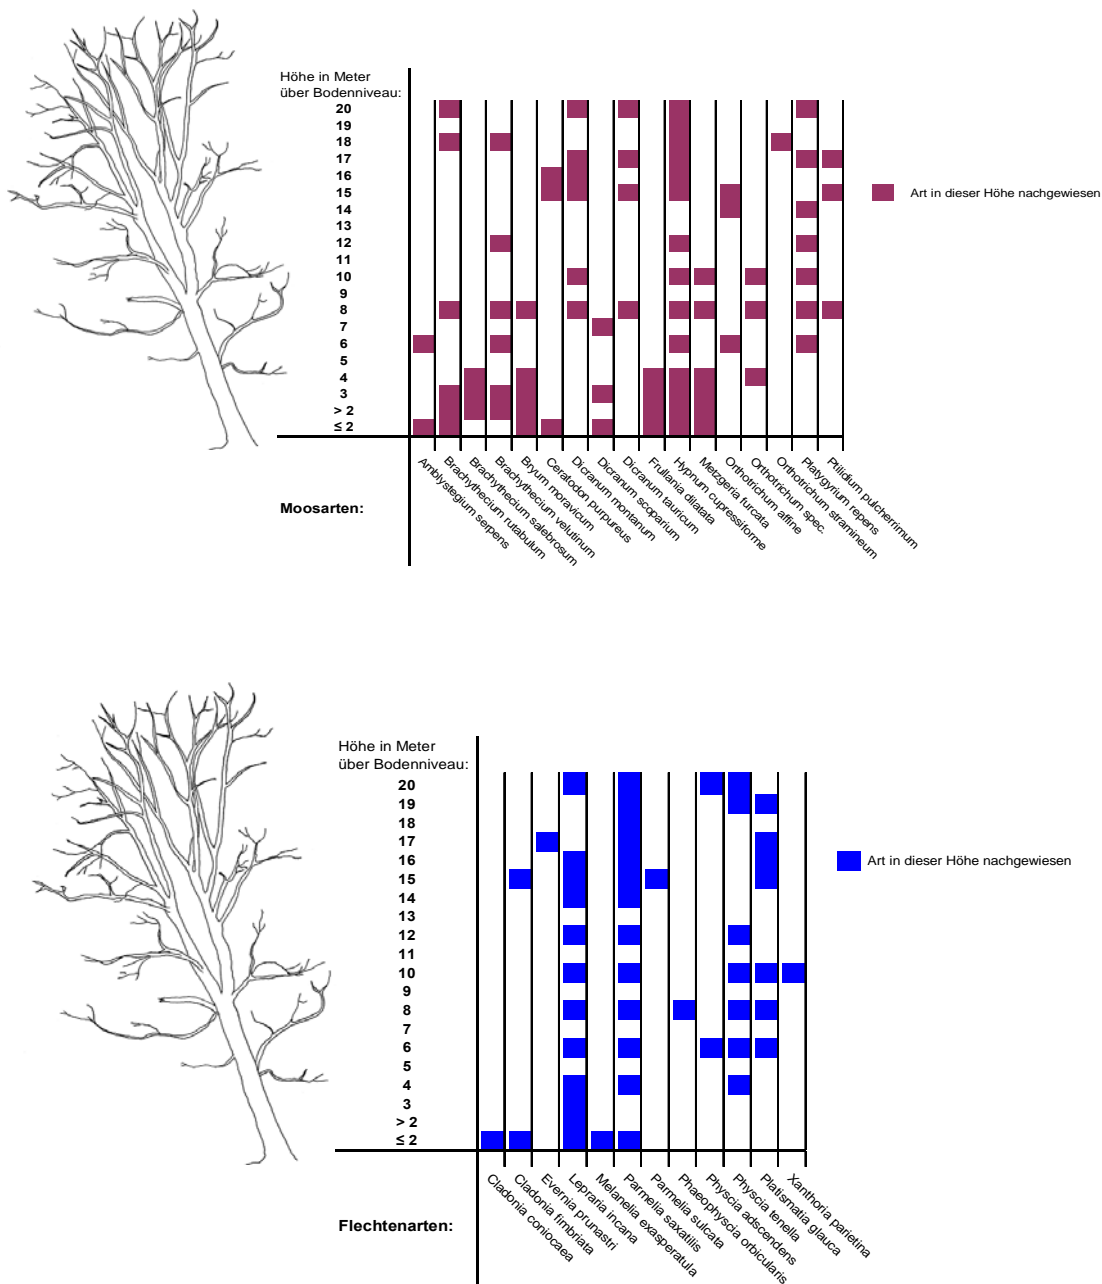 Höhe in Meter
über Bodenniveau:
20
19
18
17
16
15
14
13
12
11
10
9
8
7
6
5
4
3
> 2
≤ 2
Art in dieser Höhe nachgewiesen
Moosarten:
Amblystegium serpens
Brachythecium rutabulum
Brachythecium salebrosum
Brachythecium velutinum
Bryum moravicum
Ceratodon purpureus
Dicranum montanum
Dicranum scoparium
Dicranum tauricum
Frullania dilatata
Hypnum cupressiforme
Metzgeria furcata
Orthotrichum affine
Orthotrichum spec.
Orthotrichum stramineum
Platygyrium repens
Ptilidium pulcherrimum
Höhe in Meter
über Bodenniveau:
20
19
18
17
16
15
14
13
12
11
10
9
8
7
6
5
4
3
> 2
≤ 2
Art in dieser Höhe nachgewiesen
Flechtenarten:
Cladonia coniocaea
Cladonia fimbriata
Evernia prunastri
Lepraria incana
Melanelia exasperatula
Parmelia saxatilis
Parmelia sulcata
Phaeophyscia orbicularis
Physcia adscendens
Physcia tenella
Platismatia glauca
Xanthoria parietina